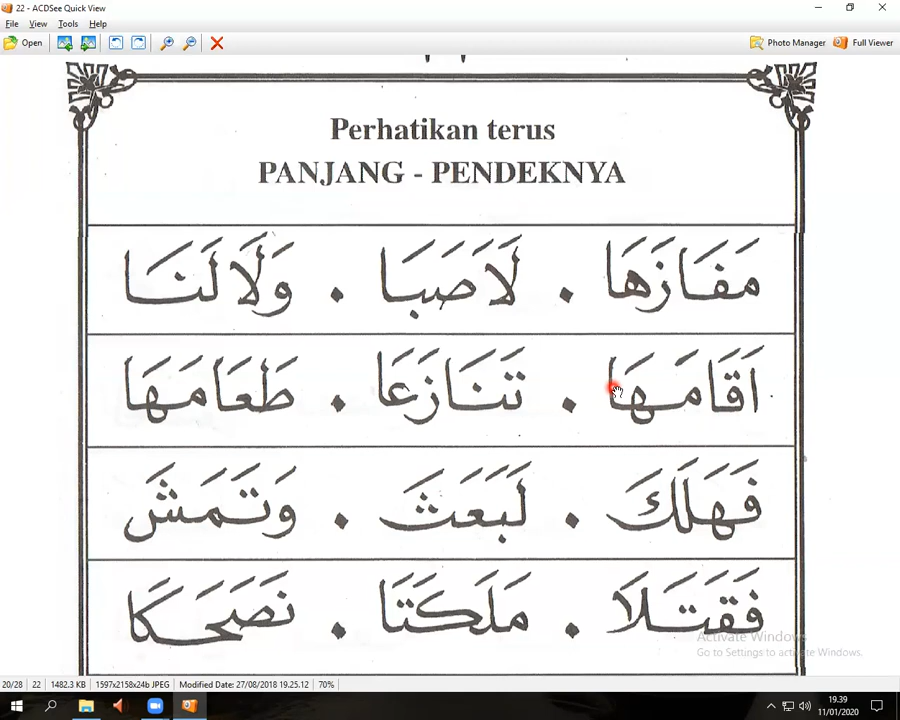 22 - ACDSee Quick View
File View Tools Help
Open Photo Manager Full Viewer
Perhatikan terus
PANJANG - PENDEKNYA
مَفَازَهَا . لَاَصَبَا . وَلَالَنَا
اَقَامَهَا . تَنَازَعَا . طَعَامَهَا
فَهَلَكَ . لَبَعَثَ . وَتَمَشَ
فَقَتَلَا . مَلَكَتَا . نَصَحَكَا
Activate Windows
Go to Settings to activate Windows.
20/28 22 1482.3 KB 1597x2158x24b JPEG Modified Date: 27/08/2018 19.25.12 70%
19.39
11/01/2020